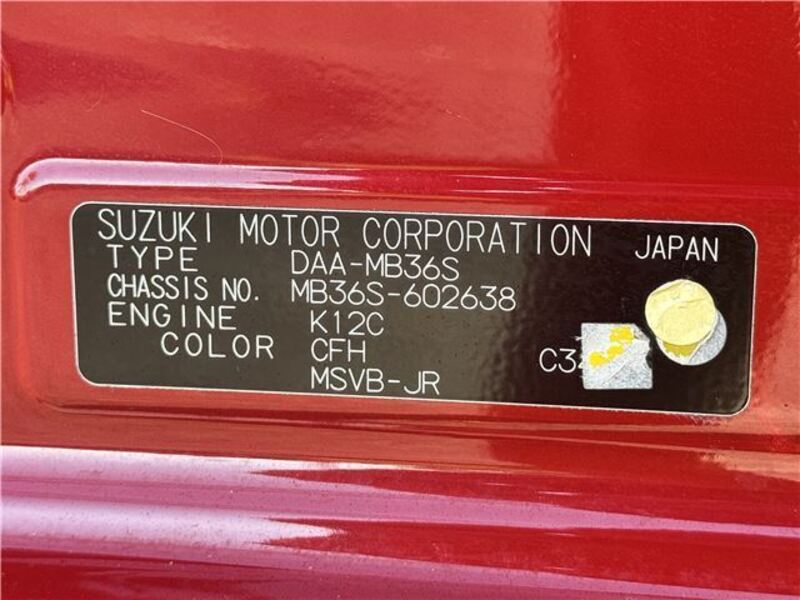 SUZUKI MOTOR CORPORATION JAPAN
TYPE DAA-MB36S
CHASSIS NO. MB36S-602638
ENGINE K12C
COLOR CFH
MSVB-JR